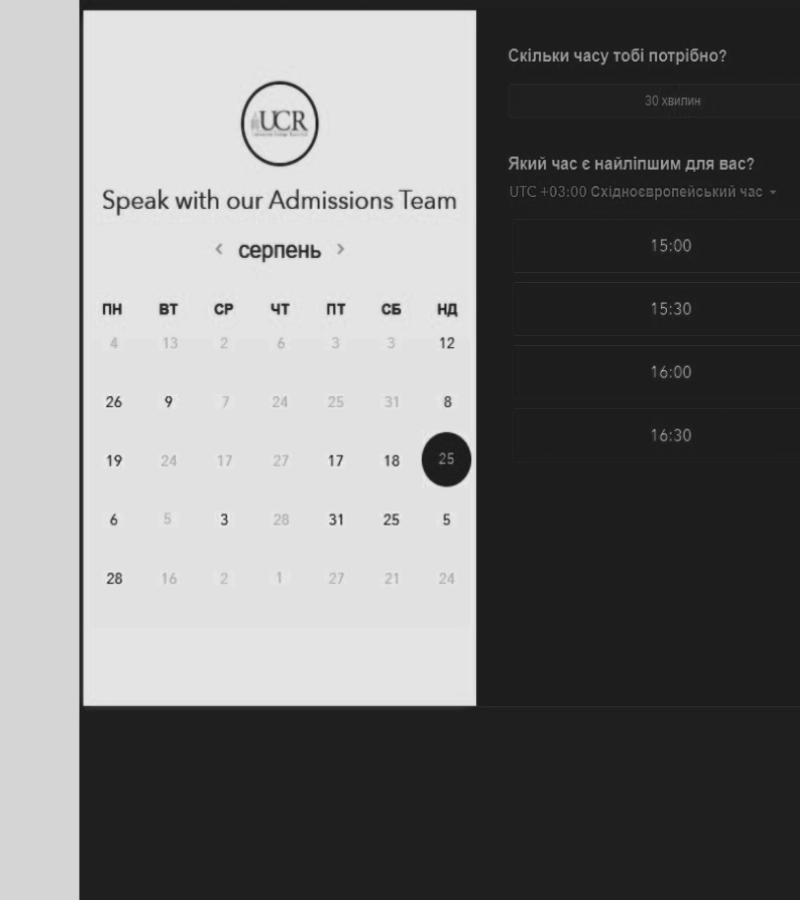 UCR
Speak with our Admissions Team
серпень
ПН ВТ СР ЧТ ПТ СБ НД
4 13 2 6 3 3 12
26 9 7 24 25 31 8
19 24 17 27 17 18 25
6 5 3 28 31 25 5
28 16 2 1 27 21 24
Скільки часу тобі потрібно?
30 хвилин
Який час є найліпшим для вас?
UTC +03:00 Східноєвропейський час
15:00
15:30
16:00
16:30